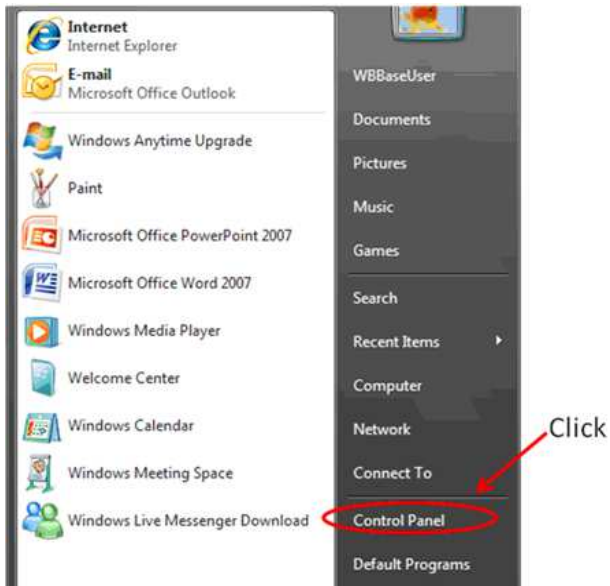 Internet
Internet Explorer
E-mail
Microsoft Office Outlook
Windows Anytime Upgrade
Paint
Microsoft Office PowerPoint 2007
Microsoft Office Word 2007
Windows Media Player
Welcome Center
Windows Calendar
Windows Meeting Space
Windows Live Messenger Download
WBBaseUser
Documents
Pictures
Music
Games
Search
Recent Items
Computer
Network
Connect To
Control Panel
Default Programs
Click